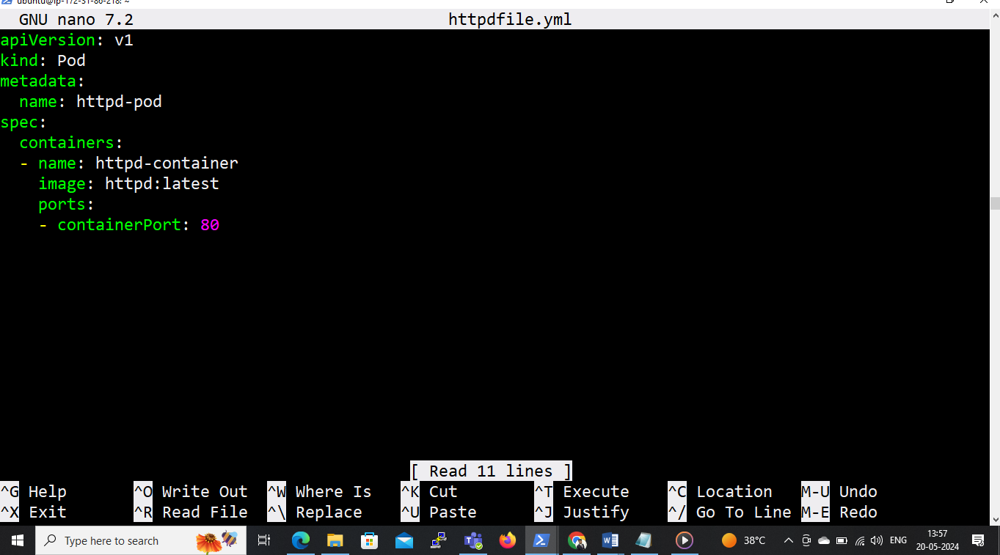 ubuntu@ip-172-31-86-218: ~
GNU nano 7.2 httpdfile.yml
apiVersion: v1
kind: Pod
metadata:
  name: httpd-pod
spec:
  containers:
  - name: httpd-container
    image: httpd:latest
    ports:
    - containerPort: 80
[ Read 11 lines ]
^G Help ^O Write Out ^W Where Is ^K Cut ^T Execute ^C Location M-U Undo
^X Exit ^R Read File ^\ Replace ^U Paste ^J Justify ^/ Go To Line M-E Redo
Type here to search 38°C ENG 13:57
20-05-2024